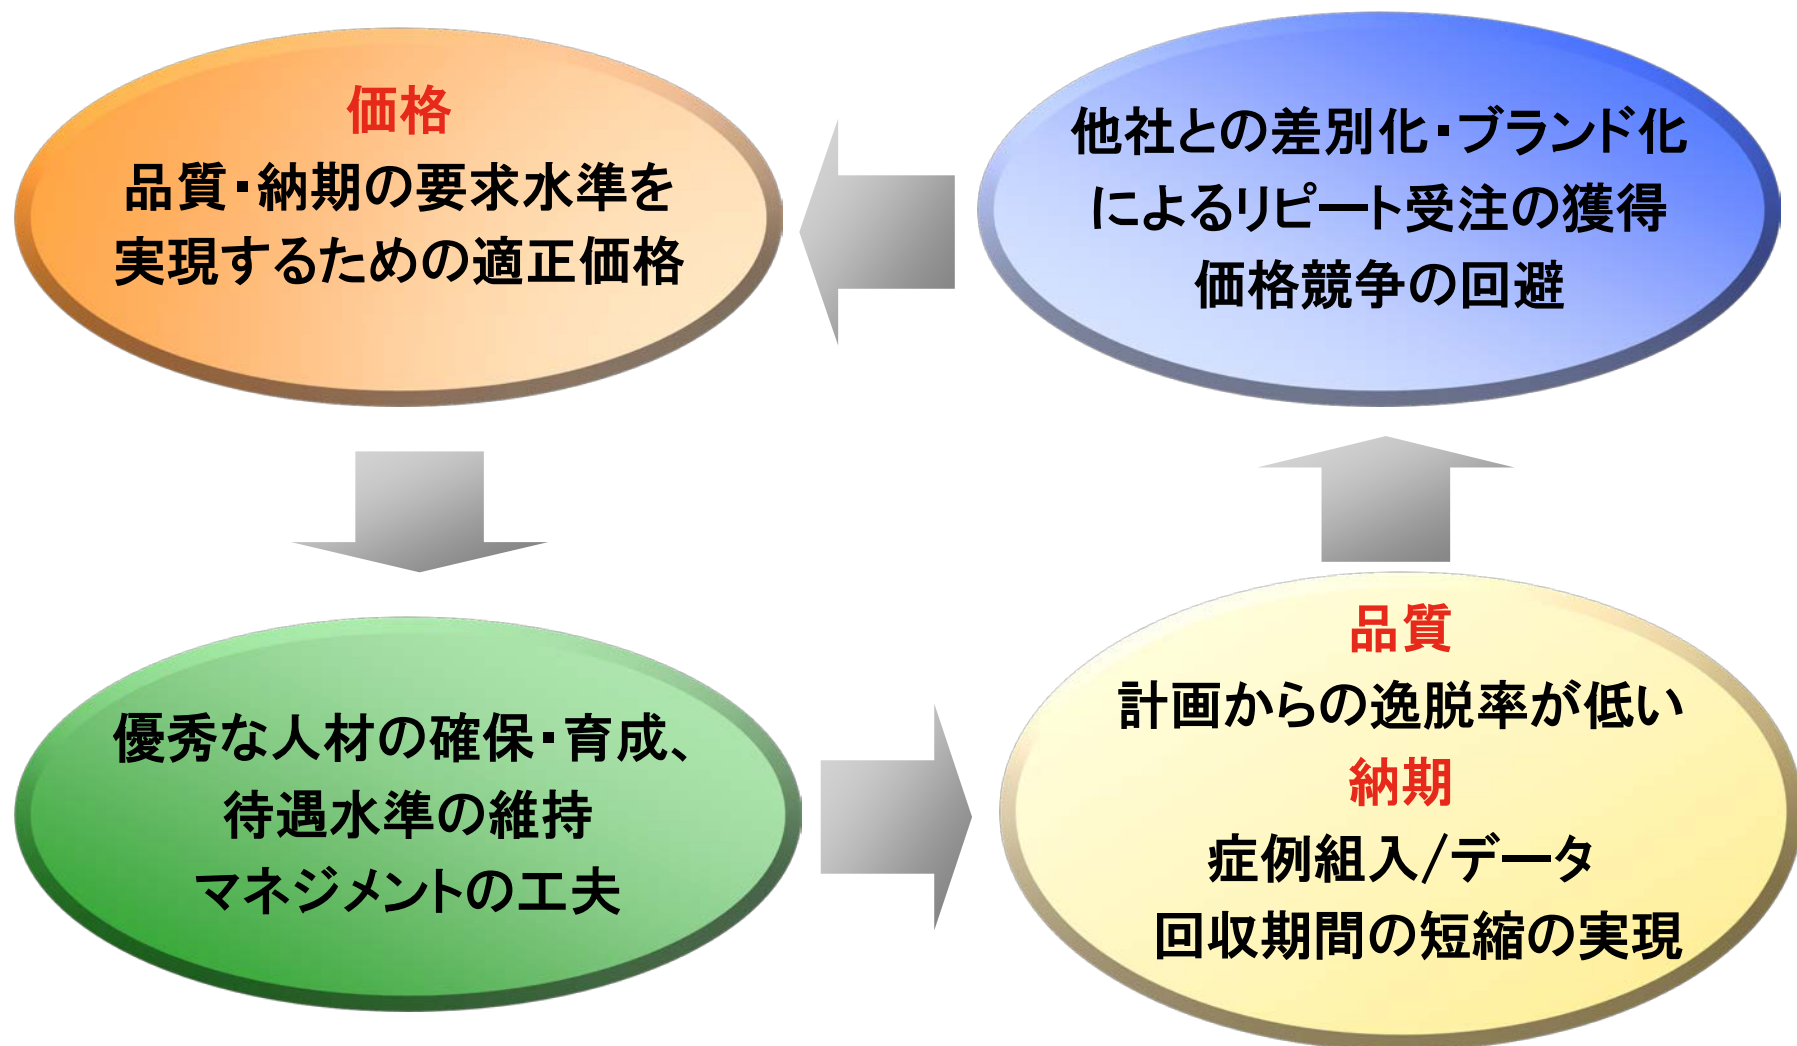 価格
品質・納期の要求水準を
実現するための適正価格
他社との差別化・ブランド化
によるリピート受注の獲得
価格競争の回避
優秀な人材の確保・育成、
待遇水準の維持
マネジメントの工夫
品質
計画からの逸脱率が低い
納期
症例組入/データ
回収期間の短縮の実現